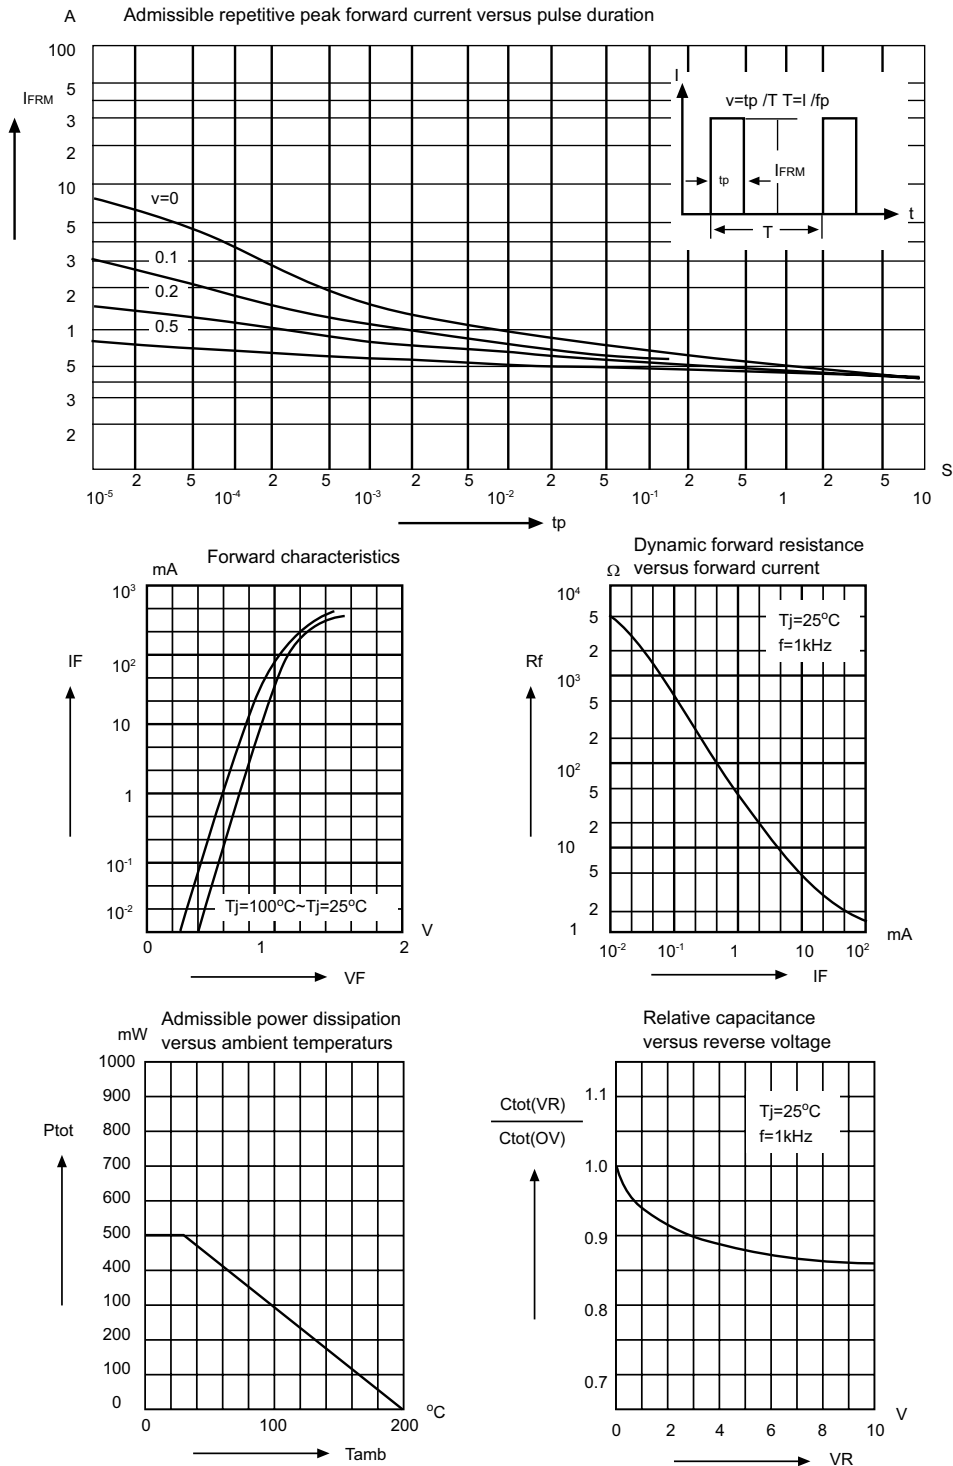 Admissible repetitive peak forward current versus pulse duration
A
100
5
3
2
10
5
3
2
1
5
3
2
IFRM
v=0
0.1
0.2
0.5
I
v=tp /T T=I /fp
tp
IFRM
T
t
S
2 5 2 5 2 5 2 5 2 5 2 5
10-5 10-4 10-3 10-2 10-1 1 10
tp
Forward characteristics
mA
10³
10²
10
1
10-1
10-2
IF
Tj=100°C~Tj=25°C
0 1 2
V
VF
Dynamic forward resistance
versus forward current
Ω
10⁴
5
2
10³
5
2
10²
5
2
10
5
2
1
Rf
Tj=25°C
f=1kHz
10-2 10-1 1 10 10²
mA
IF
Admissible power dissipation
versus ambient temperaturs
mW
1000
900
800
700
600
500
400
100
200
100
0
Ptot
0 100 200
°C
Tamb
Relative capacitance
versus reverse voltage
Ctot(VR)
Ctot(OV)
1.1
1.0
0.9
0.8
0.7
Tj=25°C
f=1kHz
0 2 4 6 8 10
V
VR